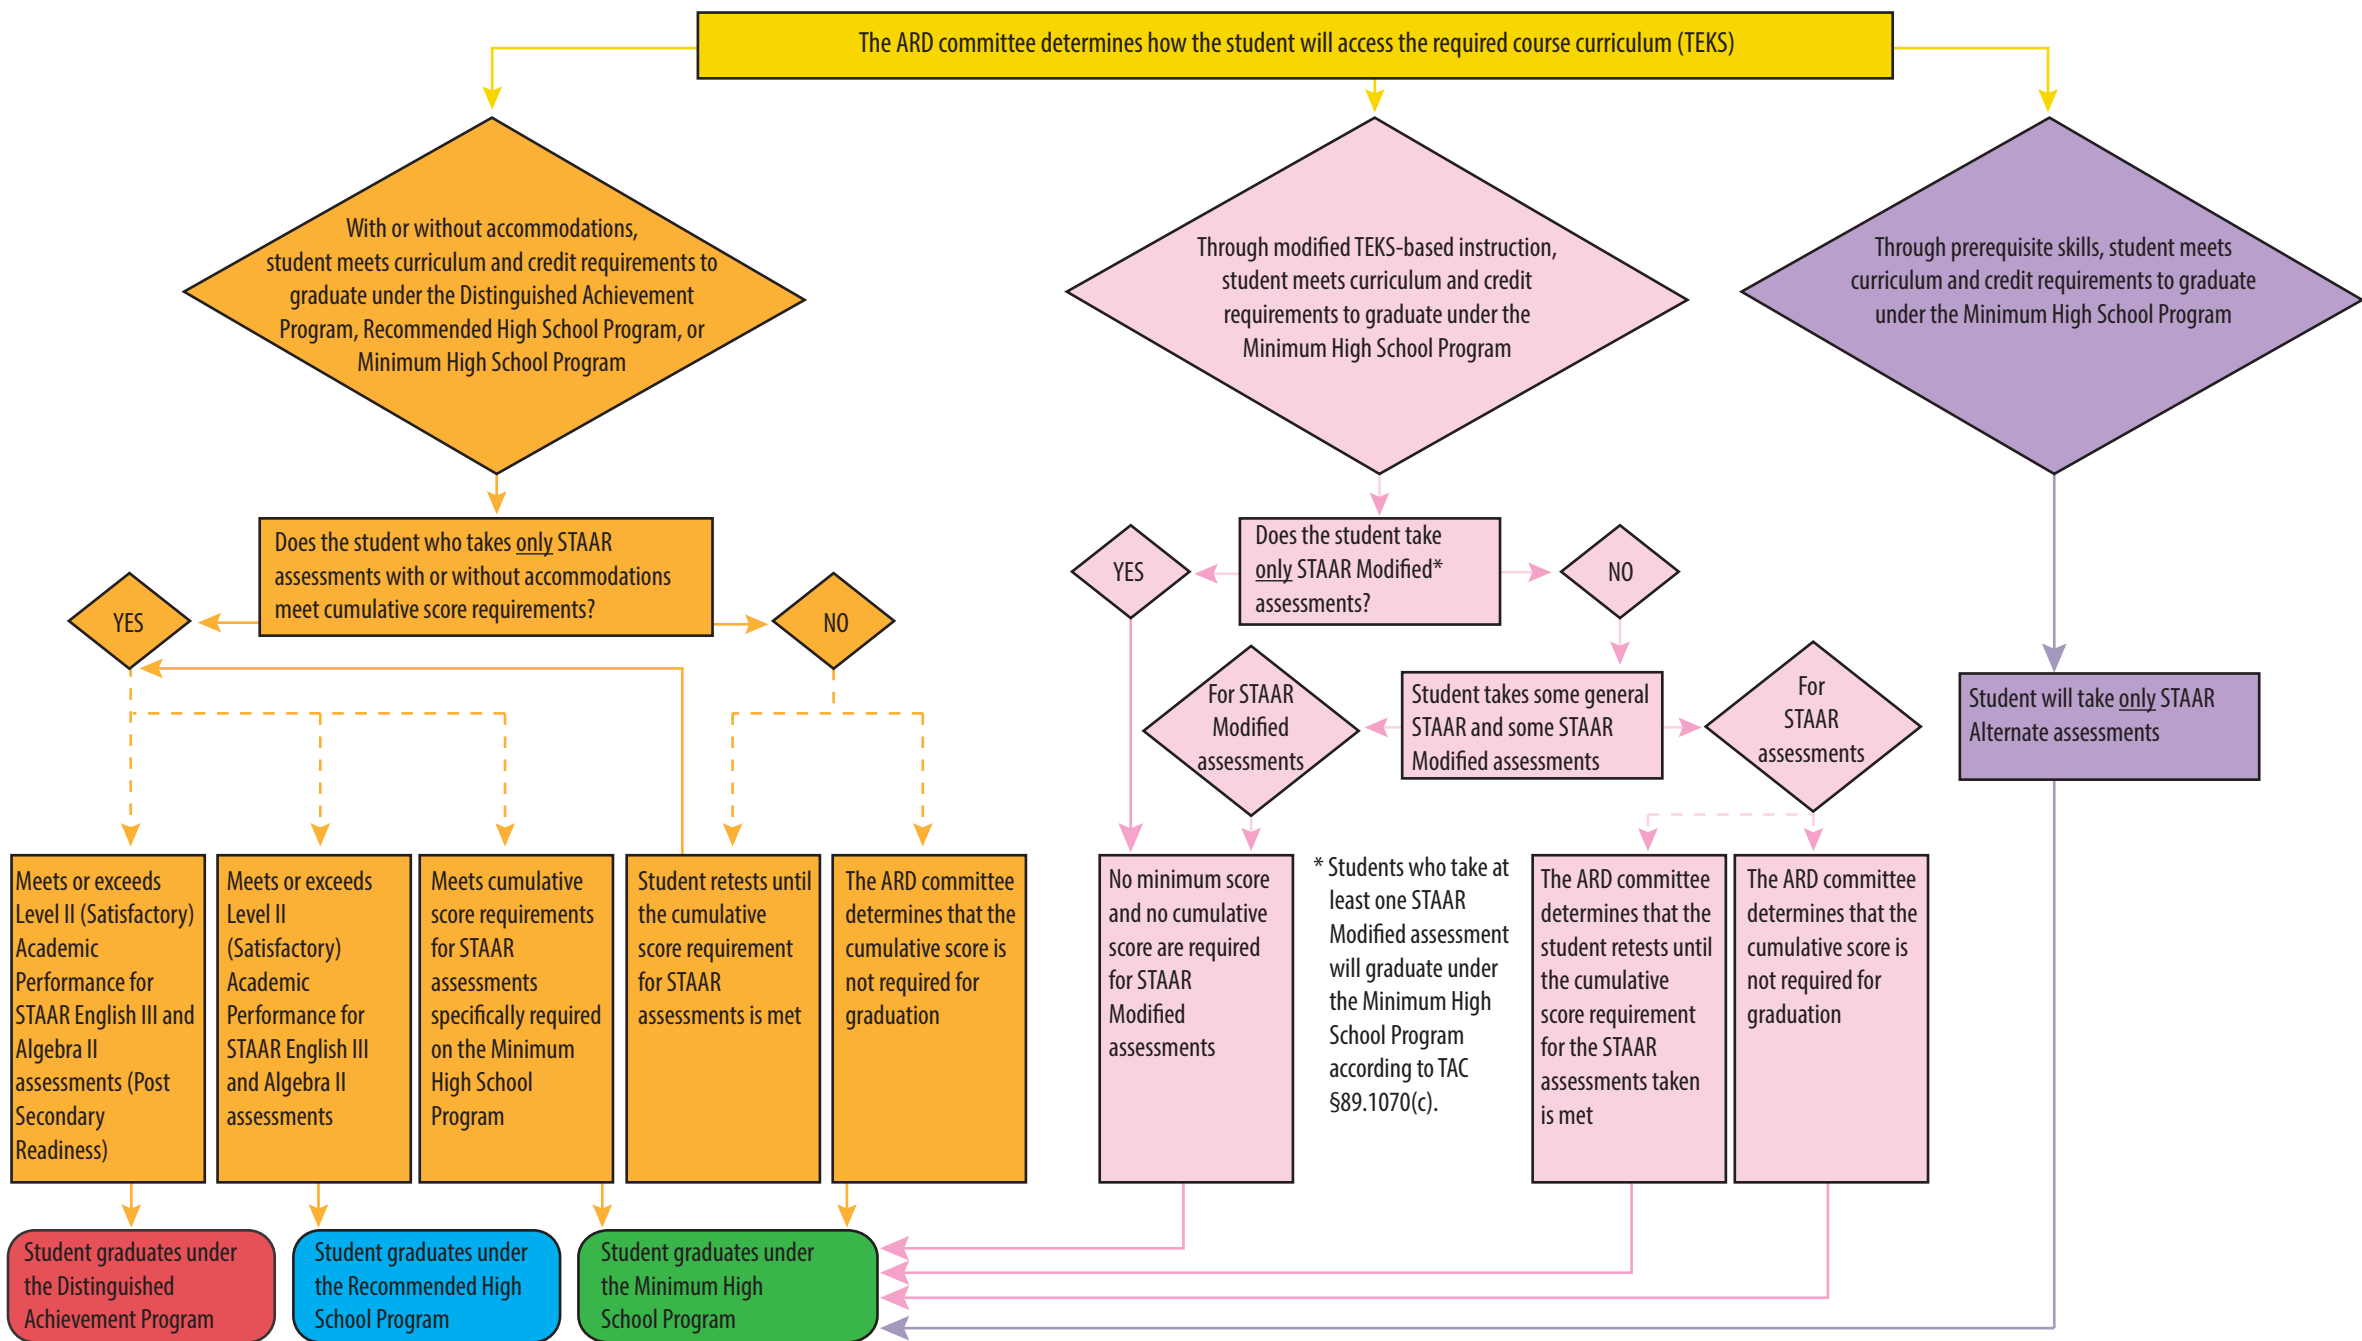 The ARD committee determines how the student will access the required course curriculum (TEKS)
With or without accommodations,
student meets curriculum and credit requirements to
graduate under the Distinguished Achievement
Program, Recommended High School Program, or
Minimum High School Program
Through modified TEKS-based instruction,
student meets curriculum and credit
requirements to graduate under the
Minimum High School Program
Through prerequisite skills, student meets
curriculum and credit requirements to graduate
under the Minimum High School Program
Does the student who takes only STAAR
assessments with or without accommodations
meet cumulative score requirements?
YES
NO
Does the student take
only STAAR Modified*
assessments?
YES
NO
For STAAR
Modified
assessments
Student takes some general
STAAR and some STAAR
Modified assessments
For
STAAR
assessments
Student will take only STAAR
Alternate assessments
Meets or exceeds
Level II (Satisfactory)
Academic
Performance for
STAAR English III and
Algebra II
assessments (Post
Secondary
Readiness)
Meets or exceeds
Level II
(Satisfactory)
Academic
Performance for
STAAR English III
and Algebra II
assessments
Meets cumulative
score requirements
for STAAR
assessments
specifically required
on the Minimum
High School
Program
Student retests until
the cumulative
score requirement
for STAAR
assessments is met
The ARD committee
determines that the
cumulative score is
not required for
graduation
No minimum score
and no cumulative
score are required
for STAAR
Modified
assessments
* Students who take at
least one STAAR
Modified assessment
will graduate under
the Minimum High
School Program
according to TAC
§89.1070(c).
The ARD committee
determines that the
student retests until
the cumulative
score requirement
for the STAAR
assessments taken
is met
The ARD committee
determines that the
cumulative score is
not required for
graduation
Student graduates under
the Distinguished
Achievement Program
Student graduates under
the Recommended High
School Program
Student graduates under
the Minimum High
School Program